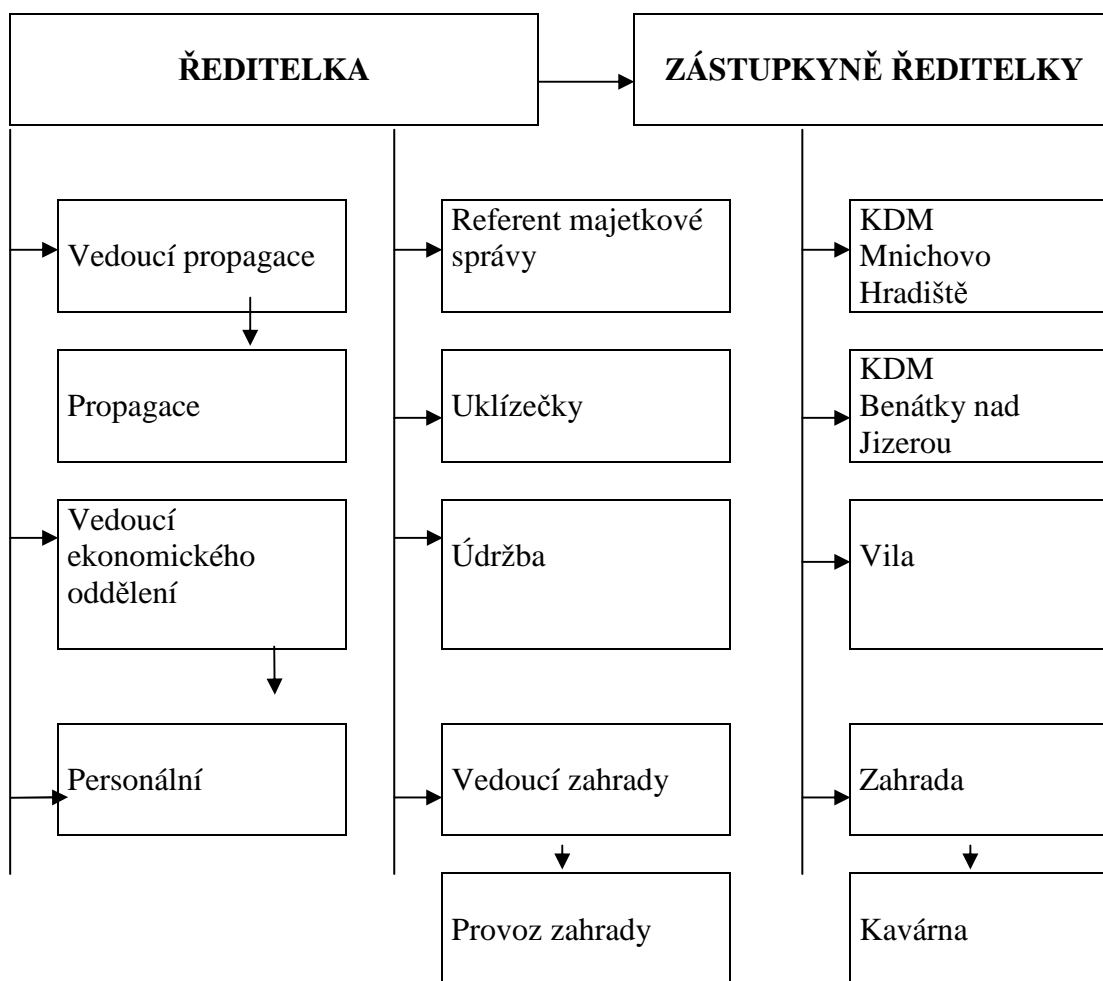 ŘEDITELKA
ZÁSTUPKYNĚ ŘEDITELKY
Vedoucí propagace
Referent majetkové
správy
KDM
Mnichovo
Hradiště
Propagace
Uklízečky
KDM
Benátky nad
Jizerou
Vedoucí
ekonomického
oddělení
Údržba
Vila
Personální
Vedoucí zahrady
Zahrada
Provoz zahrady
Kavárna